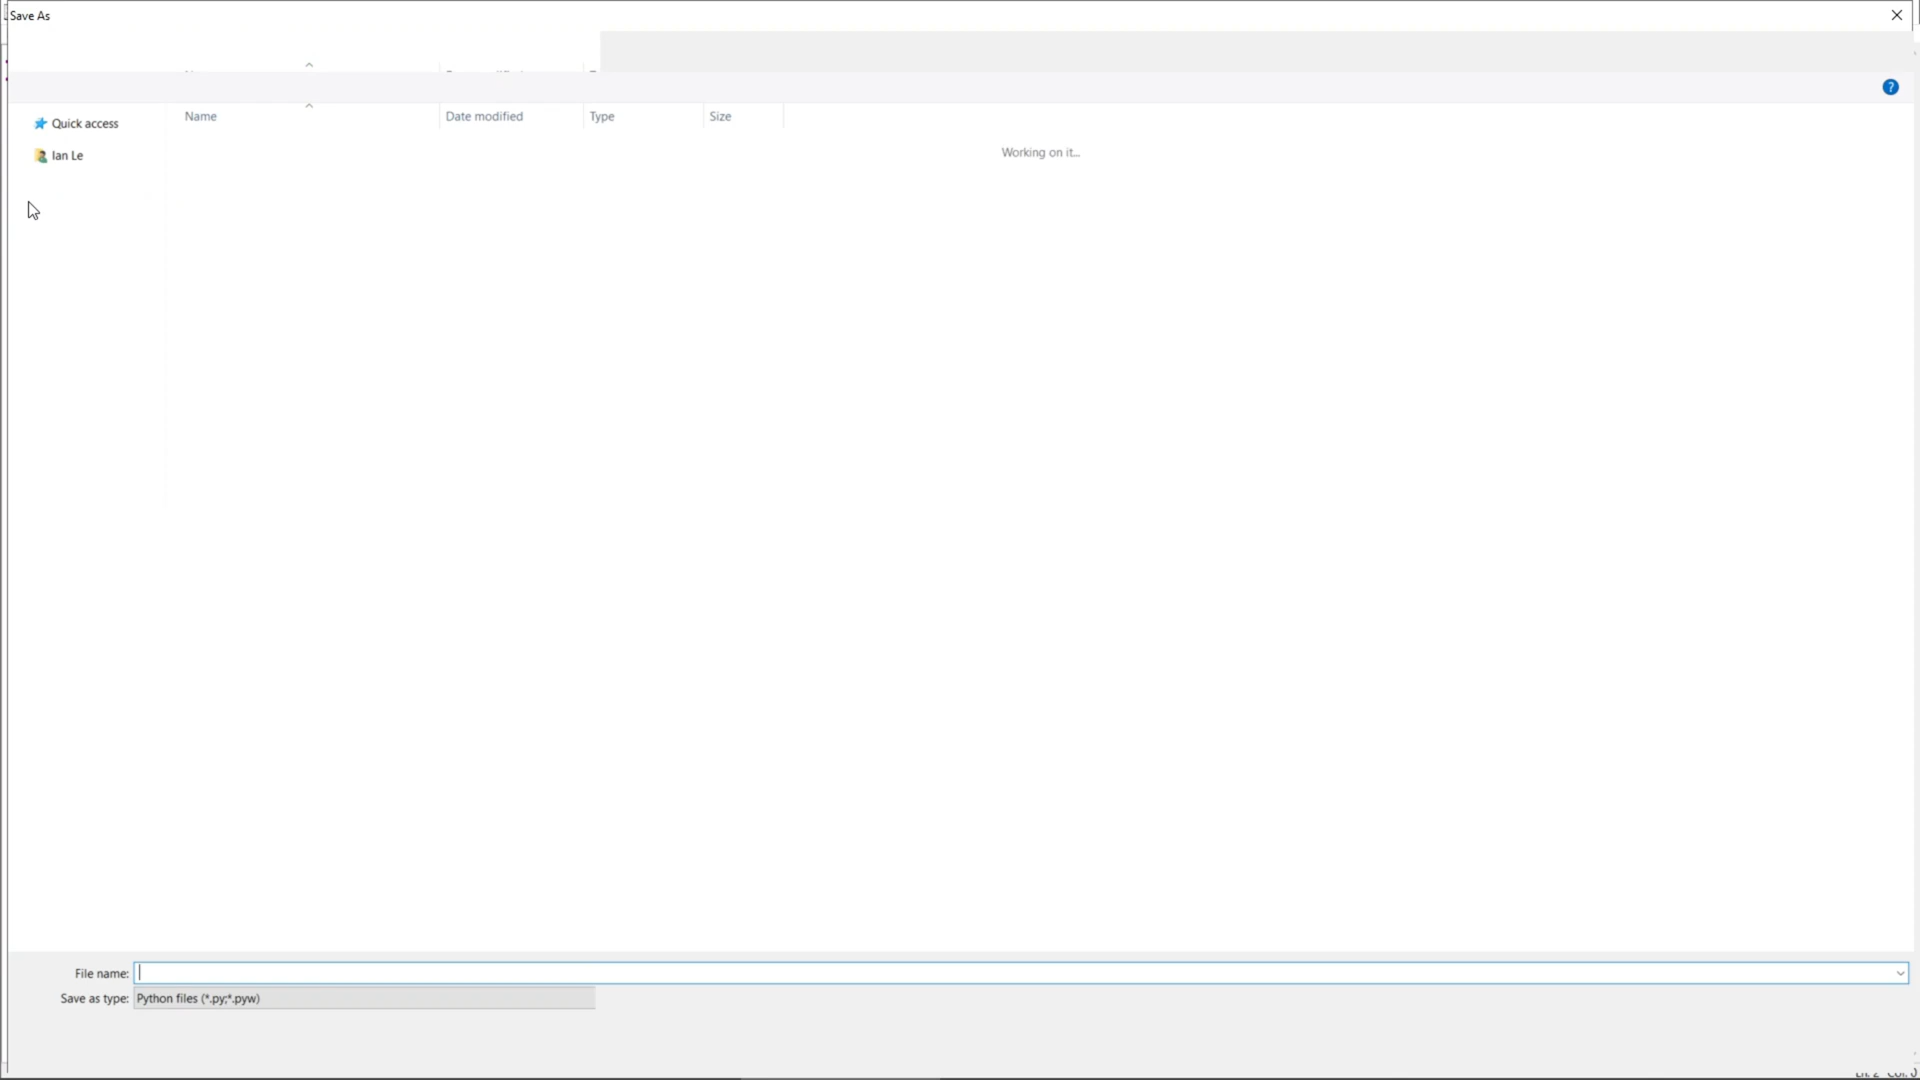 Save As
Quick access
Name
Date modified
Type
Size
Working on it...
Ian Le
File name:
Save as type: Python files (*.py;*.pyw)